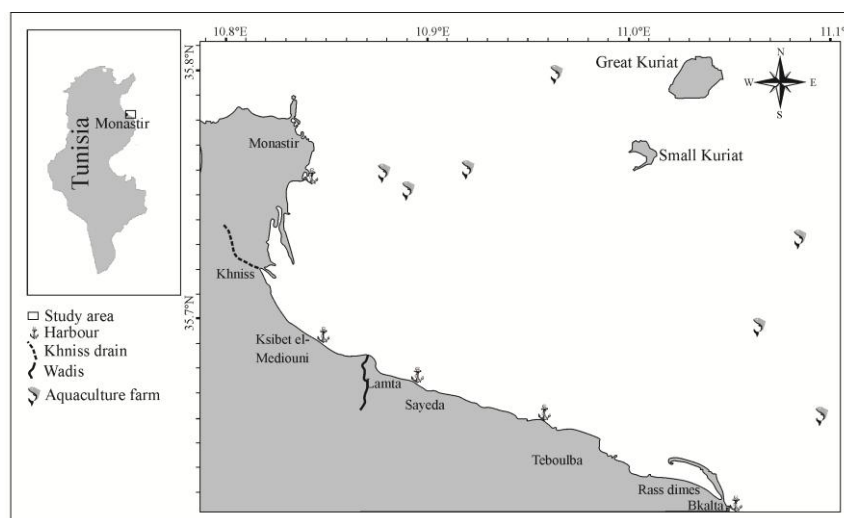 10.8°E
10.9°E
11.0°E
11.1°
35.8°N
35.7°N
Monastir
Tunisia
Study area
Harbour
Khniss drain
Wadis
Aquaculture farm
Great Kuriat
N
W
E
S
Small Kuriat
Monastir
Khniss
Ksibet el-
Mediouni
Lamta
Sayeda
Teboulba
Rass dimes
Bkalta